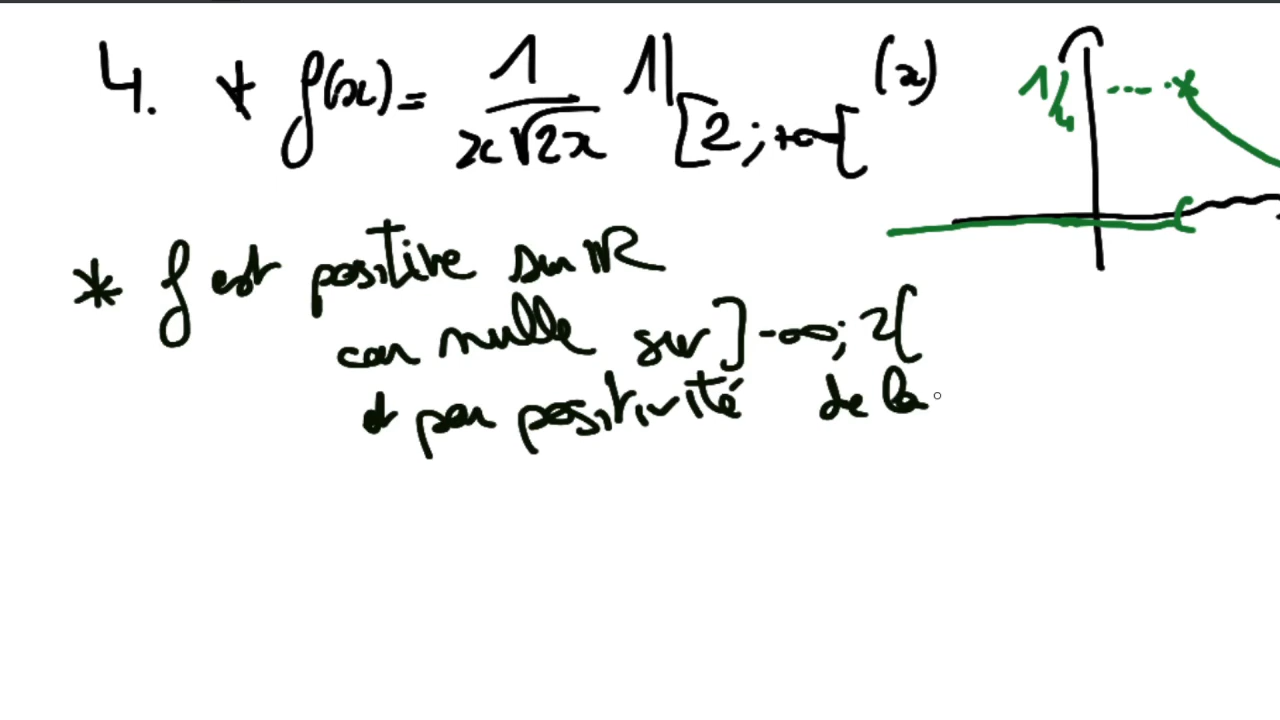 4. * f(x) = 1/(x√2x) 𝟙[2;+∞[ (x)
1/4
* f est positive sur ℝ
car nulle sur ]-∞; 2[
et par positivité de la